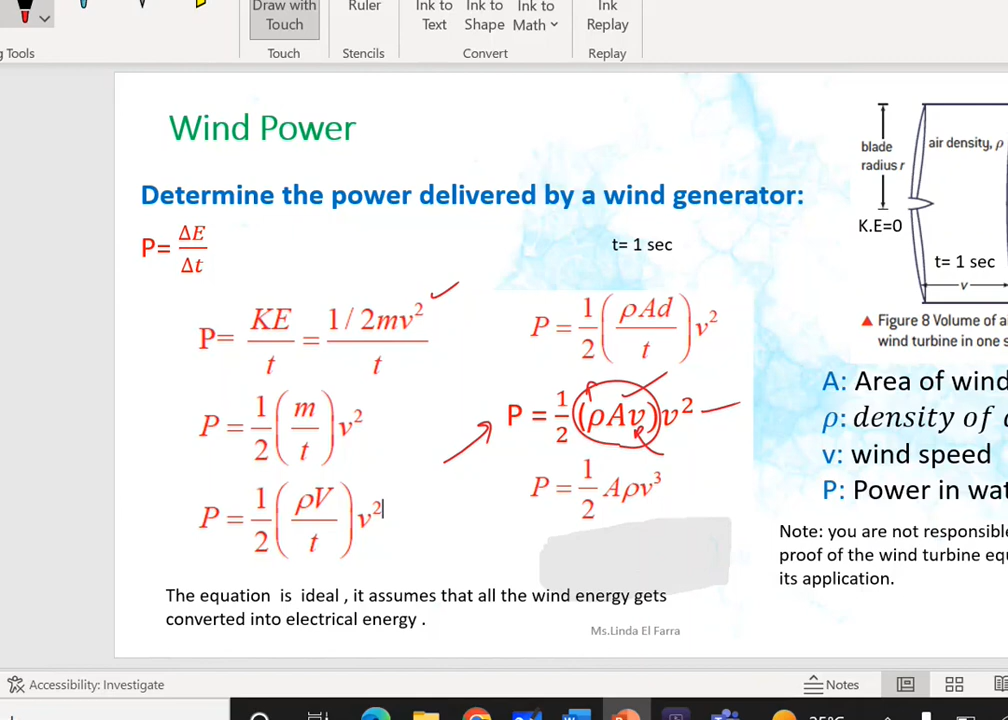 Draw with
Touch
Touch
Ruler
Stencils
Ink to
Text
Ink to
Shape
Ink to
Math
Convert
Ink
Replay
Replay
Tools
Wind Power
Determine the power delivered by a wind generator:
P= ΔE/Δt
t= 1 sec
P= KE/t = 1/2mv²/t
P = 1/2 (m/t) v²
P = 1/2 (ρV/t) v²
P = 1/2 (ρAd/t) v²
P = 1/2 (ρAv)v²
P = 1/2 Aρv³
The equation is ideal , it assumes that all the wind energy gets
converted into electrical energy .
Ms.Linda El Farra
blade
radius r
air density, ρ
K.E=0
t= 1 sec
v
▲ Figure 8 Volume of a
wind turbine in one s
A: Area of wind
ρ: density of
v: wind speed
P: Power in wat
Note: you are not responsible
proof of the wind turbine equ
its application.
Accessibility: Investigate
Notes